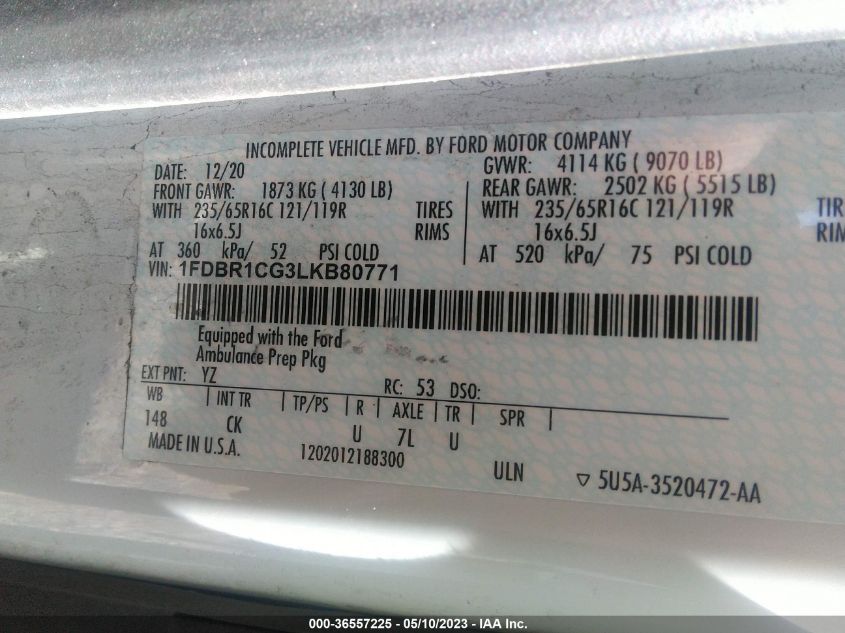 INCOMPLETE VEHICLE MFD. BY FORD MOTOR COMPANY
DATE: 12/20 GVWR: 4114 KG ( 9070 LB)
FRONT GAWR: 1873 KG ( 4130 LB) REAR GAWR: 2502 KG ( 5515 LB)
WITH 235/65R16C 121/119R TIRES WITH 235/65R16C 121/119R
16x6.5J RIMS 16x6.5J
AT 360 kPa/ 52 PSI COLD AT 520 kPa/ 75 PSI COLD
VIN: 1FDBR1CG3LKB80771
Equipped with the Ford
Ambulance Prep Pkg
EXT PNT: YZ RC: 53 DSO:
WB INT TR TP/PS R AXLE TR SPR
148 CK U 7L U
MADE IN U.S.A. 1202012188300 ULN ▽ 5U5A-3520472-AA
000-36557225 - 05/10/2023 - IAA Inc.